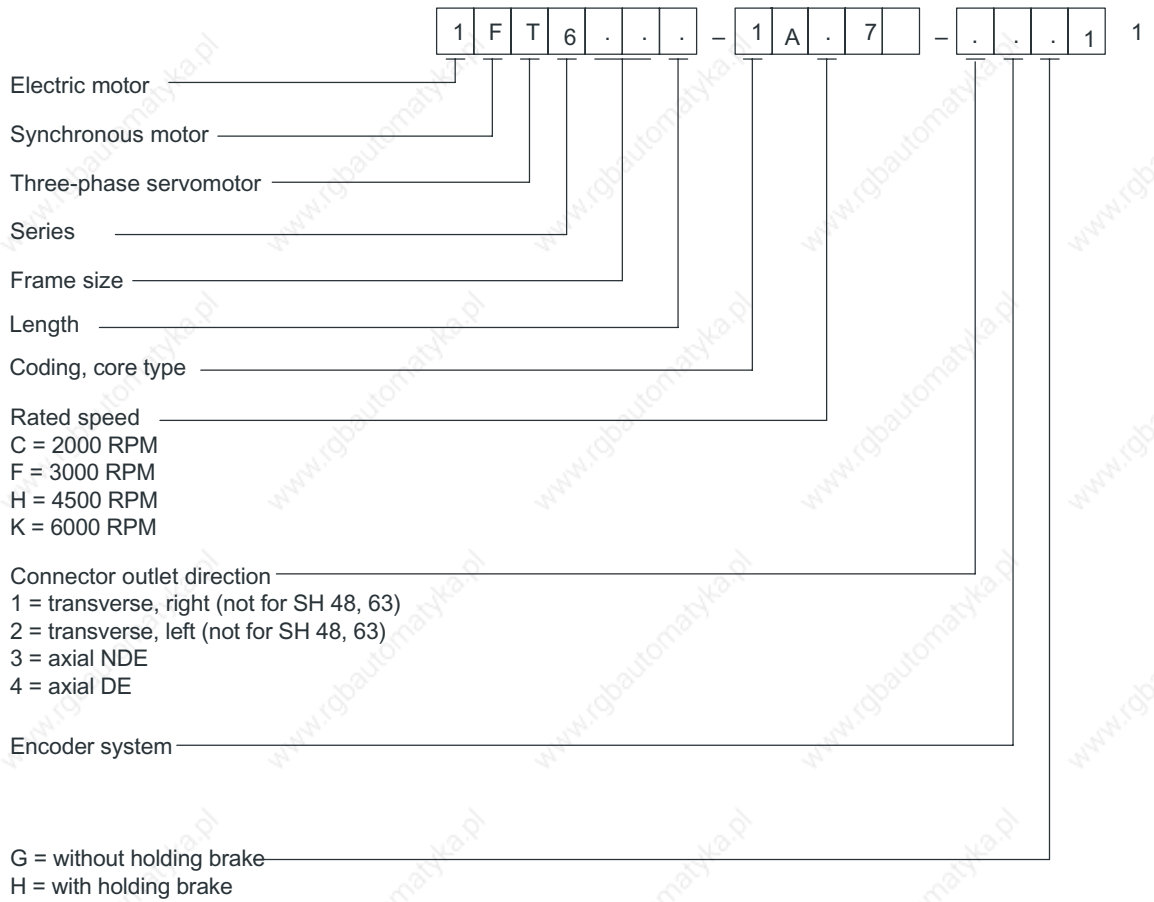 1 F T 6 . . . – 1 A . 7 – . . . 1 1
Electric motor
Synchronous motor
Three-phase servomotor
Series
Frame size
Length
Coding, core type
Rated speed
C = 2000 RPM
F = 3000 RPM
H = 4500 RPM
K = 6000 RPM
Connector outlet direction
1 = transverse, right (not for SH 48, 63)
2 = transverse, left (not for SH 48, 63)
3 = axial NDE
4 = axial DE
Encoder system
G = without holding brake
H = with holding brake
www.rgbautomatyka.pl